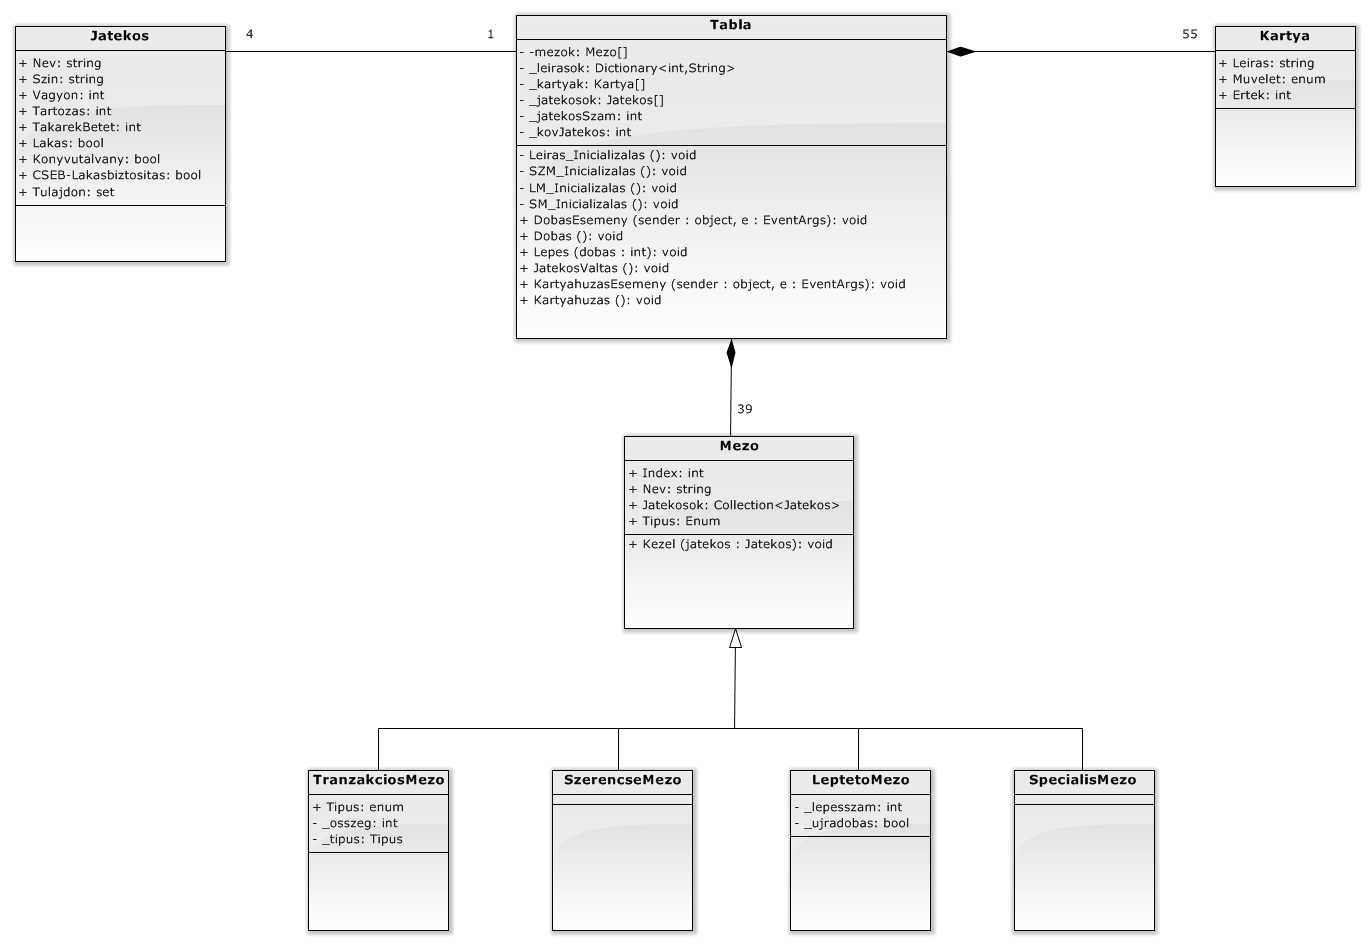 Jatekos
+ Nev: string
+ Szin: string
+ Vagyon: int
+ Tartozas: int
+ TakarekBetet: int
+ Lakas: bool
+ Konyvutalvany: bool
+ CSEB-Lakasbiztositas: bool
+ Tulajdon: set
4
1
Tabla
- -mezok: Mezo[]
- _leirasok: Dictionary<int,String>
- _kartyak: Kartya[]
- _jatekosok: Jatekos[]
- _jatekosSzam: int
- _kovJatekos: int
- Leiras_Inicializalas (): void
- SZM_Inicializalas (): void
- LM_Inicializalas (): void
- SM_Inicializalas (): void
+ DobasEsemeny (sender : object, e : EventArgs): void
+ Dobas (): void
+ Lepes (dobas : int): void
+ JatekosValtas (): void
+ KartyahuzasEsemeny (sender : object, e : EventArgs): void
+ Kartyahuzas (): void
55
Kartya
+ Leiras: string
+ Muvelet: enum
+ Ertek: int
39
Mezo
+ Index: int
+ Nev: string
+ Jatekosok: Collection<Jatekos>
+ Tipus: Enum
+ Kezel (jatekos : Jatekos): void
TranzakciosMezo
+ Tipus: enum
- _osszeg: int
- _tipus: Tipus
SzerencseMezo
LeptetoMezo
- _lepesszam: int
- _ujradobas: bool
SpecialisMezo